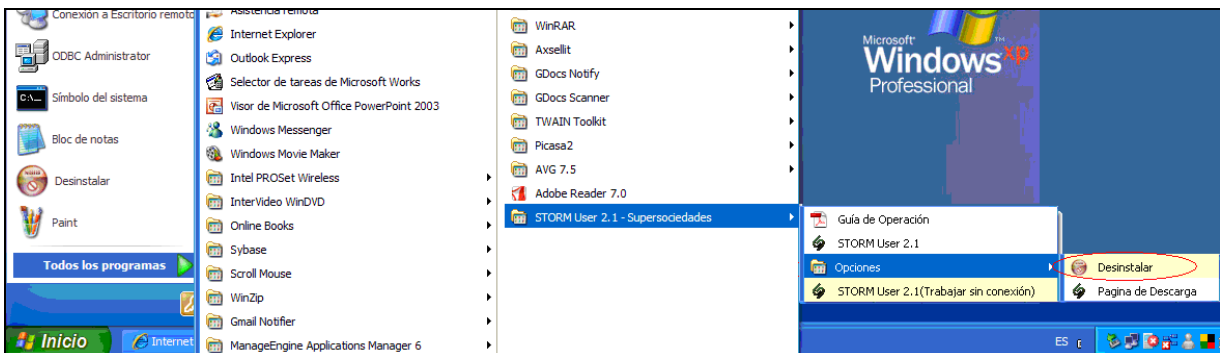 Conexión a Escritorio remoto
ODBC Administrator
C:\_
Símbolo del sistema
Bloc de notas
Desinstalar
Paint
Todos los programas
Inicio
Internet
Asistencia remota
Internet Explorer
Outlook Express
Selector de tareas de Microsoft Works
Visor de Microsoft Office PowerPoint 2003
Windows Messenger
Windows Movie Maker
Intel PROSet Wireless
InterVideo WinDVD
Online Books
Sybase
Scroll Mouse
WinZip
Gmail Notifier
ManageEngine Applications Manager 6
WinRAR
Axsellit
GDocs Notify
GDocs Scanner
TWAIN Toolkit
Picasa2
AVG 7.5
Adobe Reader 7.0
STORM User 2.1 - Supersociedades
Microsoft
Windows xp
Professional
Guía de Operación
STORM User 2.1
Opciones
STORM User 2.1(Trabajar sin conexión)
Desinstalar
Pagina de Descarga
ES